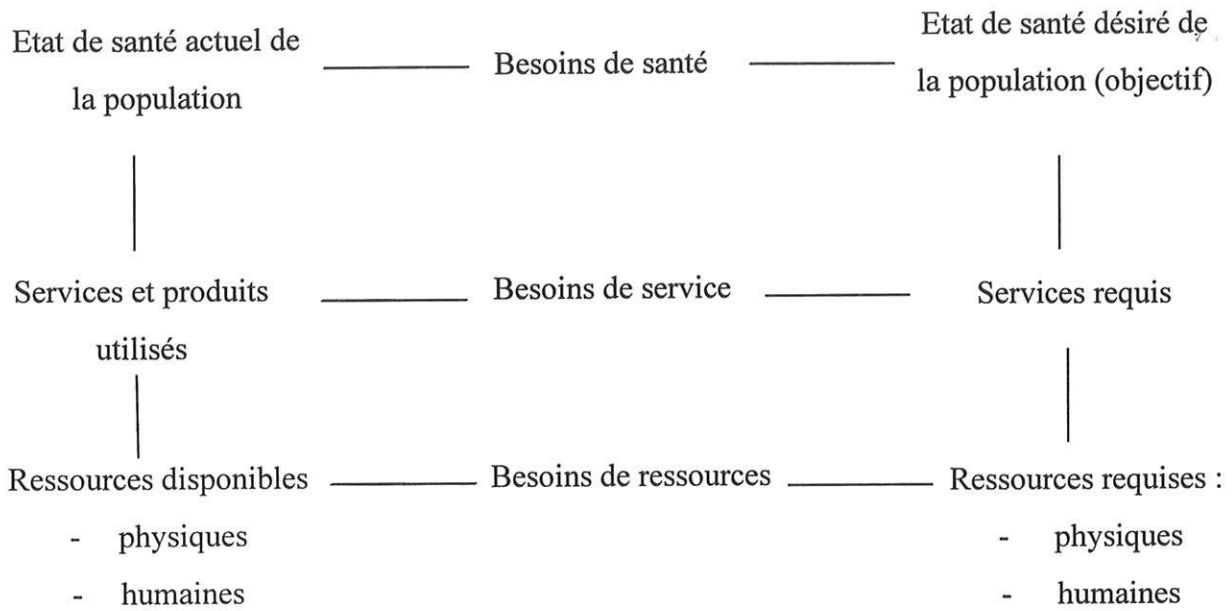 Etat de santé actuel de
la population
Besoins de santé
Etat de santé désiré de
la population (objectif)
Services et produits
utilisés
Besoins de service
Services requis
Ressources disponibles
- physiques
- humaines
Besoins de ressources
Ressources requises :
- physiques
- humaines